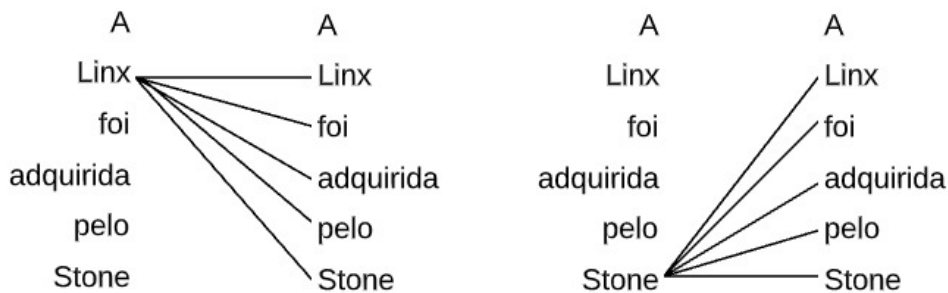 A A A A
Linx Linx Linx Linx
foi foi foi foi
adquirida adquirida adquirida adquirida
pelo pelo pelo pelo
Stone Stone Stone Stone